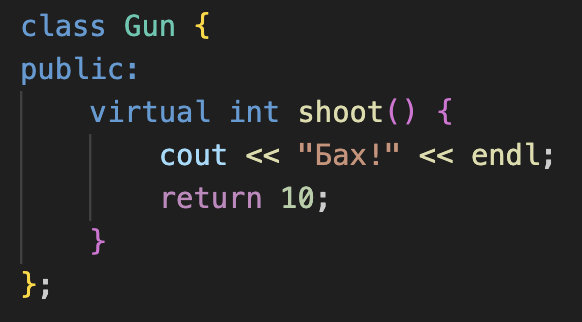 class Gun {
public:
    virtual int shoot() {
        cout << "Бах!" << endl;
        return 10;
    }
};